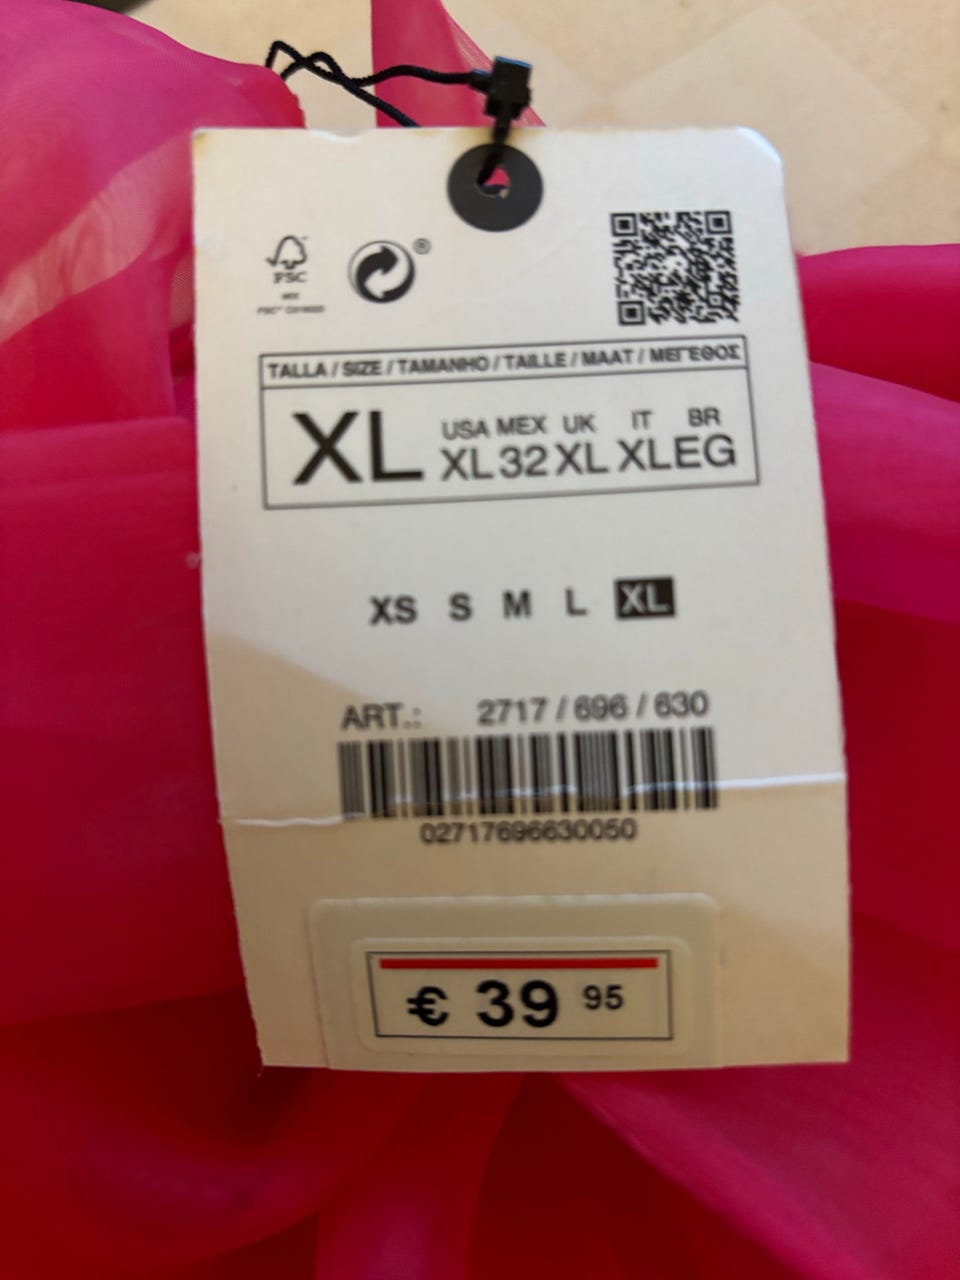 FSC
MIX
®
TALLA / SIZE / TAMANHO / TAILLE / MAAT / ΜΕΓΕΘΟΣ
XL
USA MEX UK IT BR
XL 32 XL XL EG
XS S M L XL
ART.: 2717 / 696 / 630
02717696630050
€ 39 95